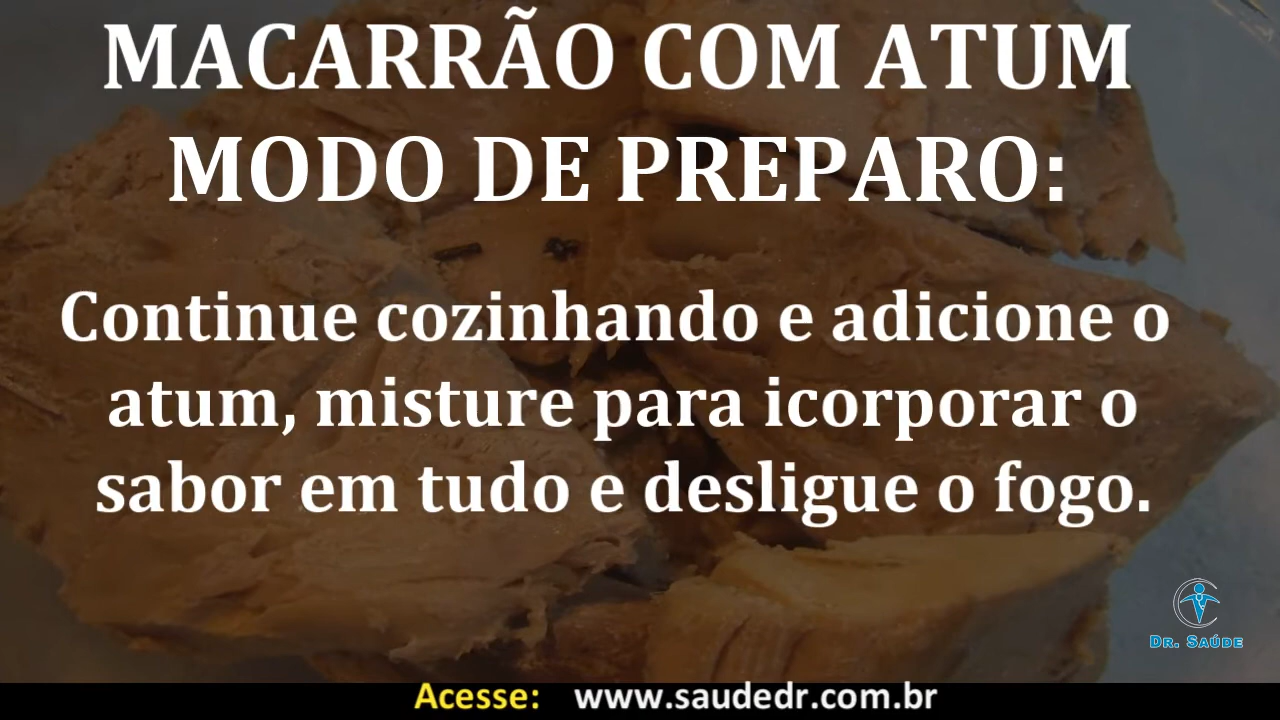 MACARRÃO COM ATUM
MODO DE PREPARO:
Continue cozinhando e adicione o
atum, misture para icorporar o
sabor em tudo e desligue o fogo.
DR. SAÚDE
Acesse: www.saudedr.com.br